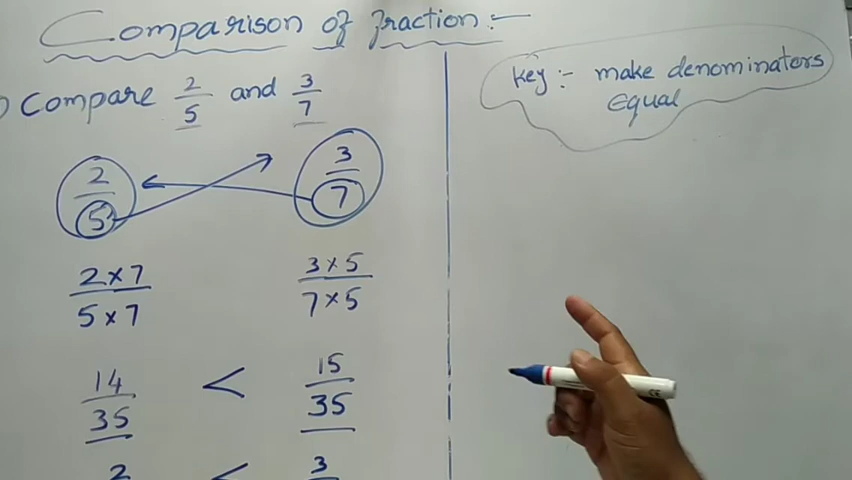 Comparison of fraction :-
Compare 2/5 and 3/7
2/5 3/7
2×7/5×7 3×5/7×5
14/35 < 15/35
2 < 3
key :- make denominators
Equal